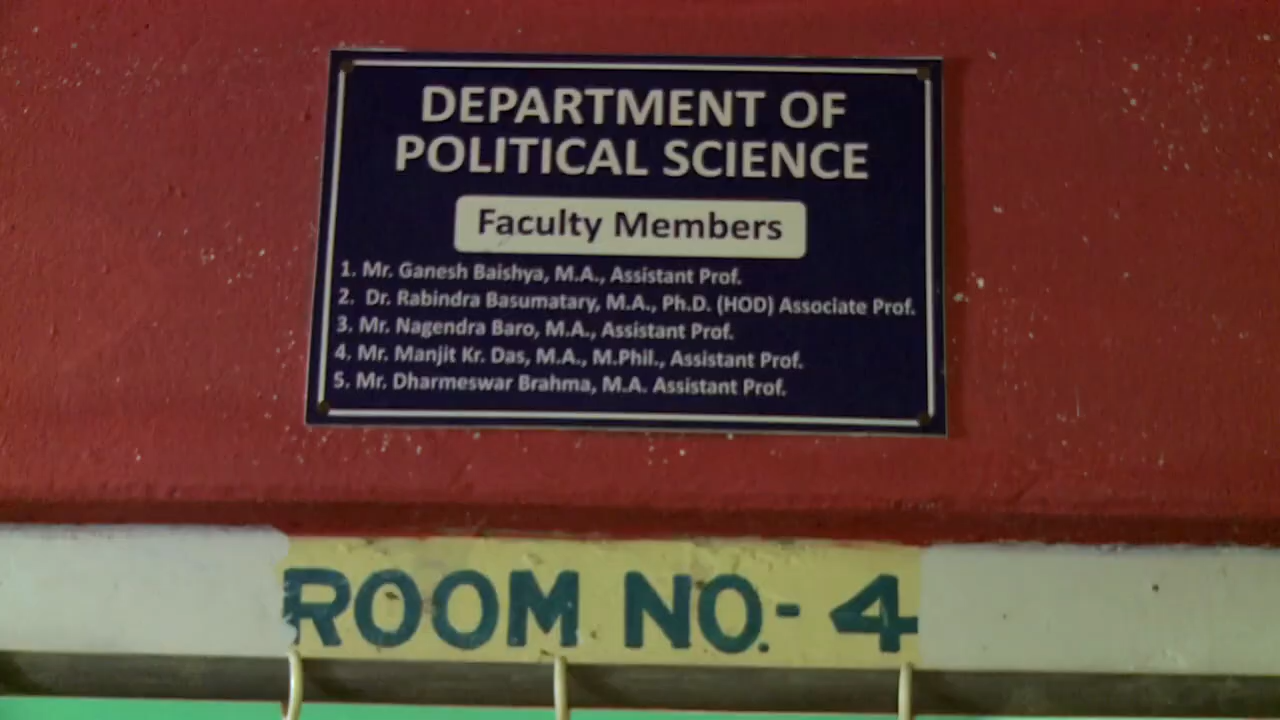 DEPARTMENT OF
POLITICAL SCIENCE
Faculty Members
1. Mr. Ganesh Baishya, M.A., Assistant Prof.
2. Dr. Rabindra Basumatary, M.A., Ph.D. (HOD) Associate Prof.
3. Mr. Nagendra Baro, M.A., Assistant Prof.
4. Mr. Manjit Kr. Das, M.A., M.Phil., Assistant Prof.
5. Mr. Dharmeswar Brahma, M.A. Assistant Prof.
ROOM NO.- 4